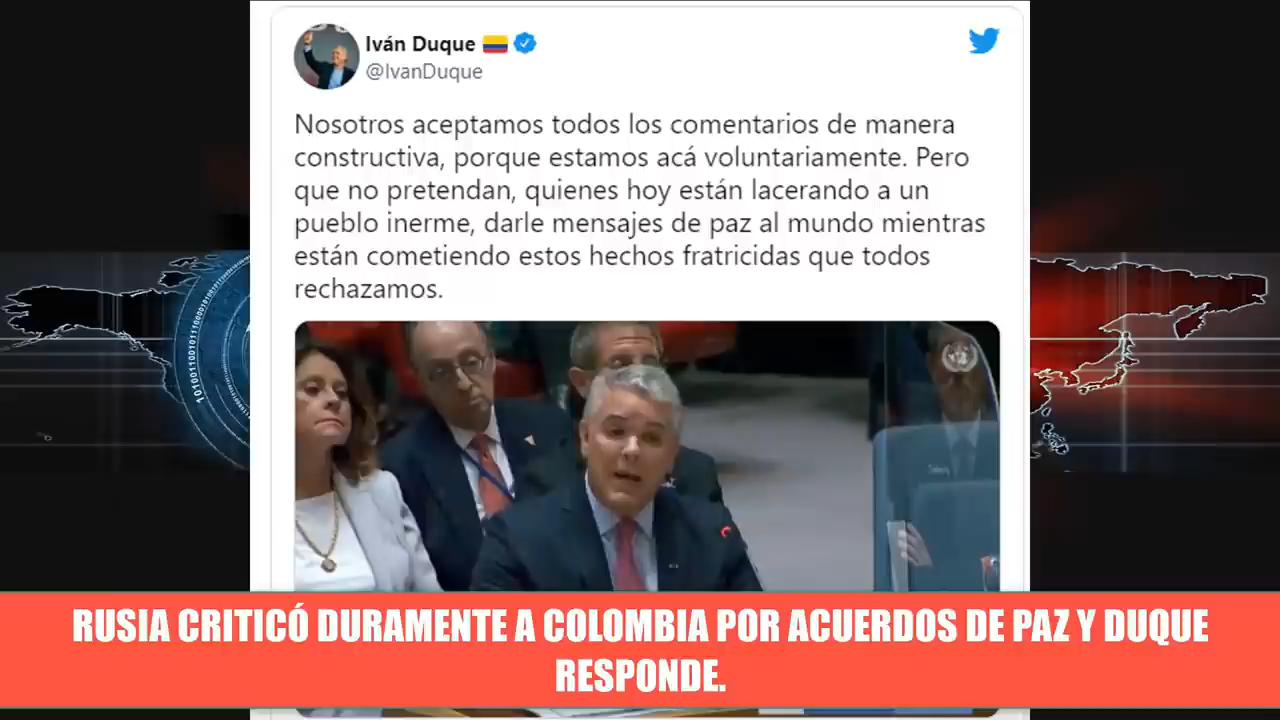 Iván Duque
@IvanDuque
Nosotros aceptamos todos los comentarios de manera
constructiva, porque estamos acá voluntariamente. Pero
que no pretendan, quienes hoy están lacerando a un
pueblo inerme, darle mensajes de paz al mundo mientras
están cometiendo estos hechos fratricidas que todos
rechazamos.
RUSIA CRITICÓ DURAMENTE A COLOMBIA POR ACUERDOS DE PAZ Y DUQUE
RESPONDE.